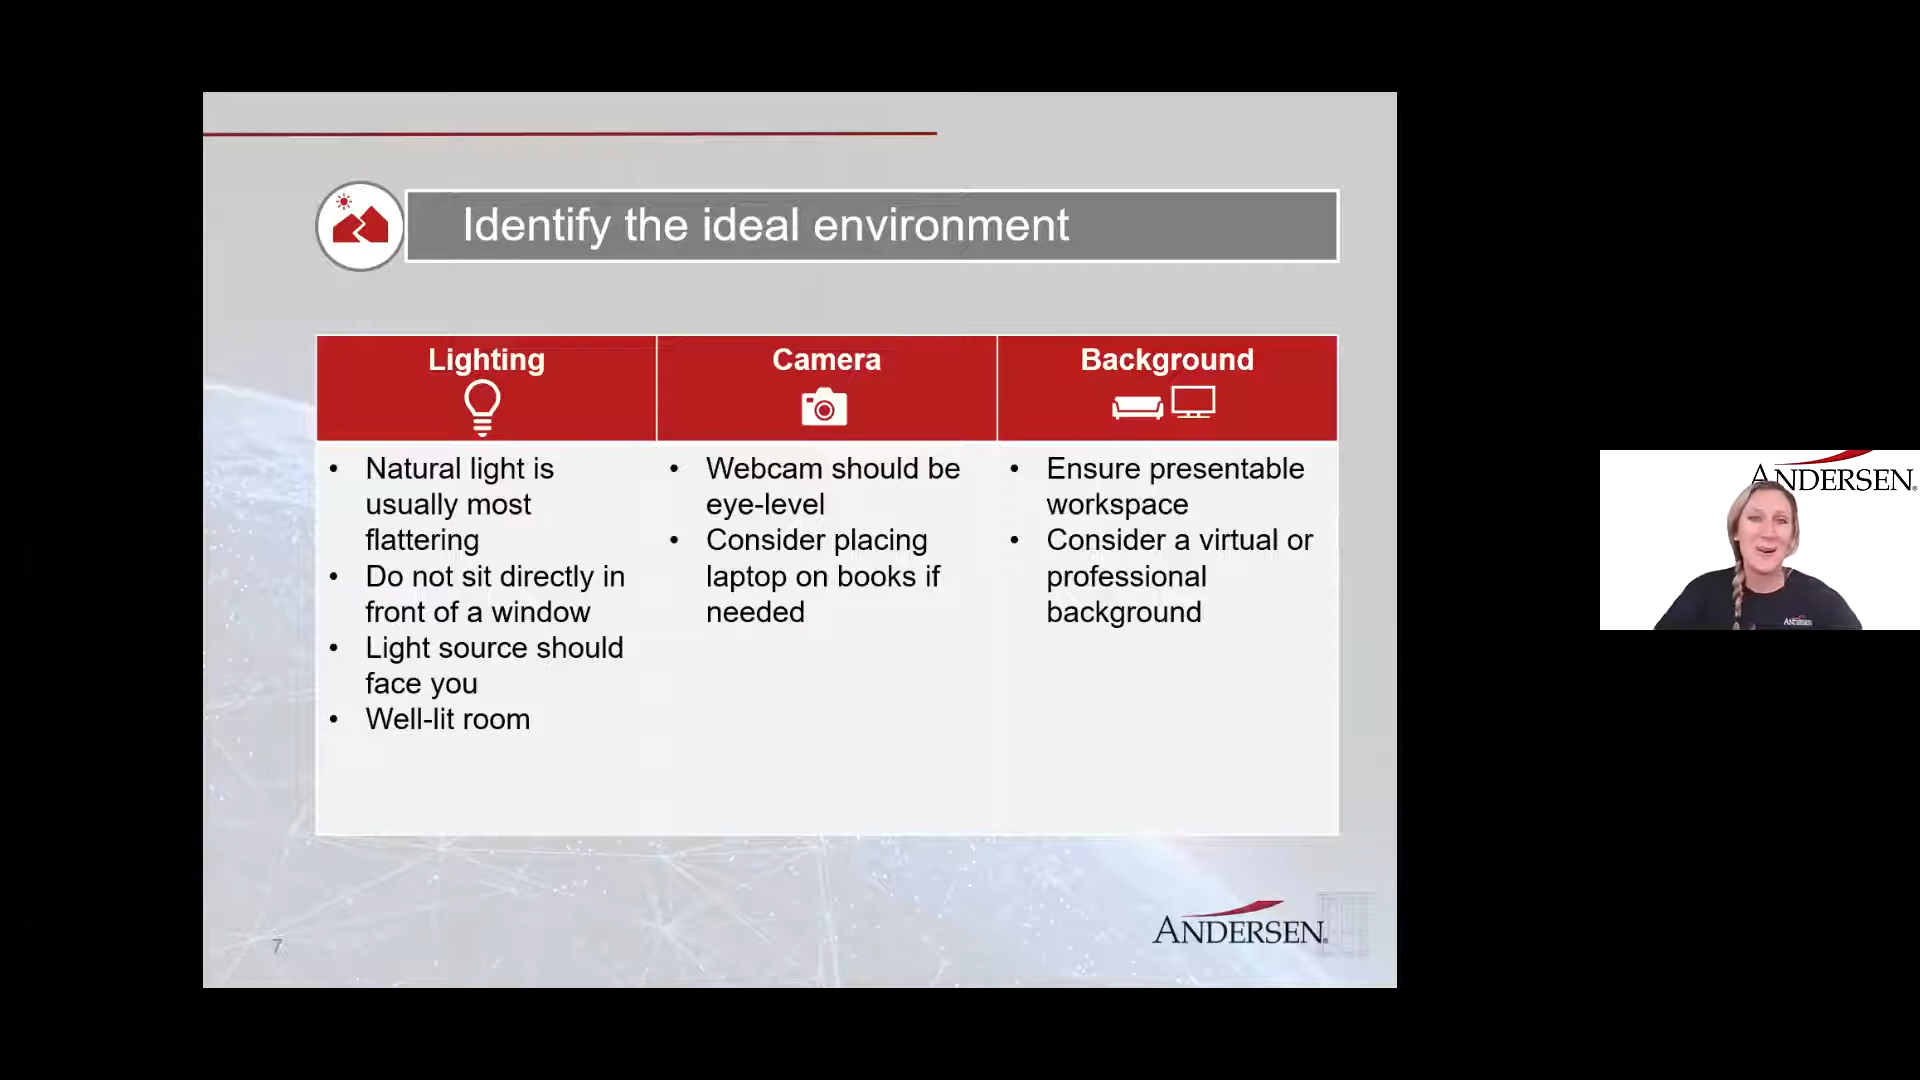 Identify the ideal environment
Lighting
Camera
Background
• Natural light is
usually most
flattering
• Do not sit directly in
front of a window
• Light source should
face you
• Well-lit room
• Webcam should be
eye-level
• Consider placing
laptop on books if
needed
• Ensure presentable
workspace
• Consider a virtual or
professional
background
7
ANDERSEN®
ANDERSEN®
ANDERSEN